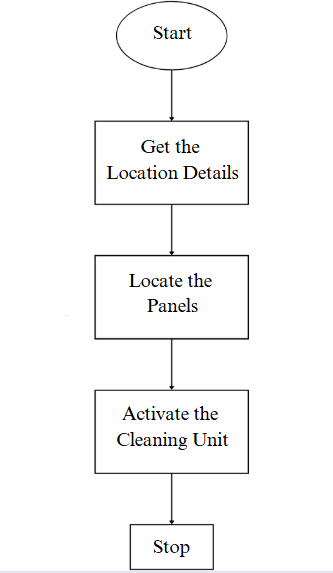 Start
Get the
Location Details
Locate the
Panels
Activate the
Cleaning Unit
Stop